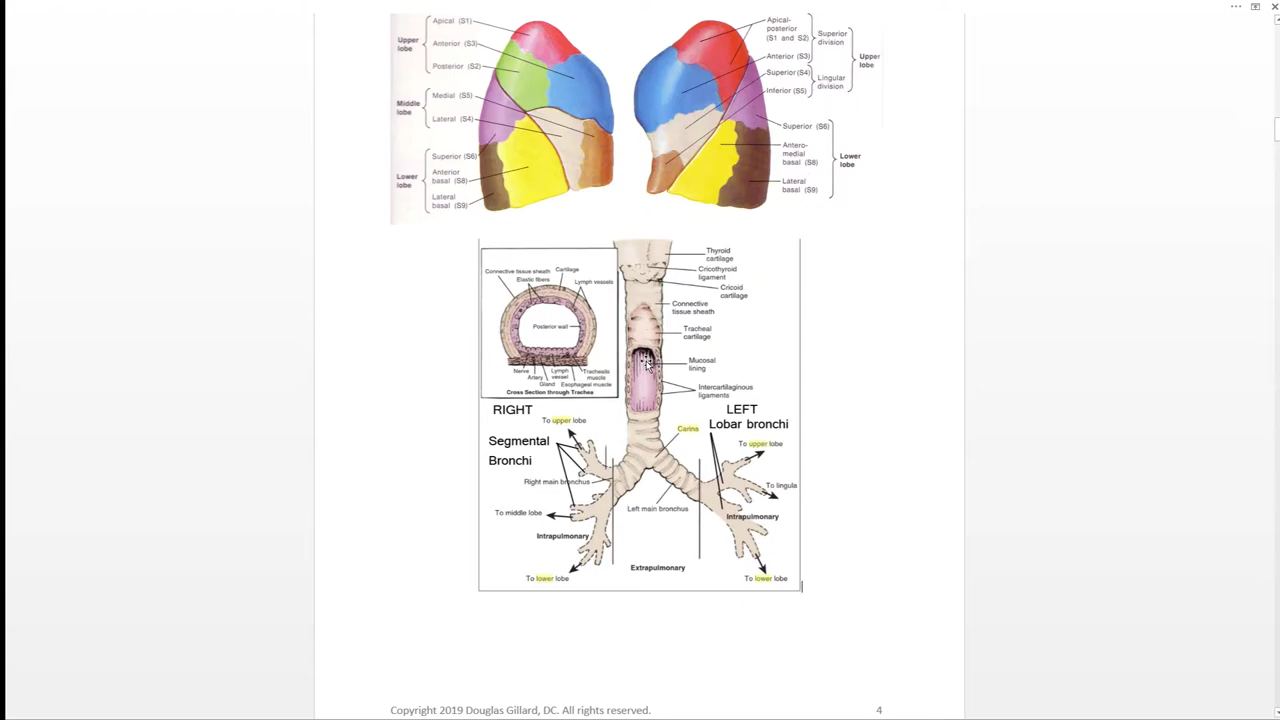 Apical (S1)
Upper
lobe
Anterior (S3)
Posterior (S2)
Middle
lobe
Medial (S5)
Lateral (S4)
Lower
lobe
Superior (S6)
Anterior
basal (S8)
Lateral
basal (S9)
Apical-
posterior
(S1 and S2)
Superior
division
Anterior (S3)
Upper
lobe
Superior (S4)
Lingular
division
Inferior (S5)
Superior (S6)
Antero-
medial
basal (S8)
Lower
lobe
Lateral
basal (S9)
Connective tissue sheath
Cartilage
Elastic fibers
Lymph vessels
Posterior wall
Nerve
Artery
Gland
Lymph
vessel
Esophageal muscle
Trachealis
muscle
Cross Section through Trachea
Thyroid
cartilage
Cricothyroid
ligament
Cricoid
cartilage
Connective
tissue sheath
Tracheal
cartilage
Mucosal
lining
Intercartilaginous
ligaments
RIGHT
To upper lobe
Segmental
Bronchi
Right main bronchus
To middle lobe
Intrapulmonary
To lower lobe
LEFT
Lobar bronchi
Carina
To upper lobe
To lingula
Left main bronchus
Intrapulmonary
Extrapulmonary
To lower lobe
Copyright 2019 Douglas Gillard, DC. All rights reserved.
4